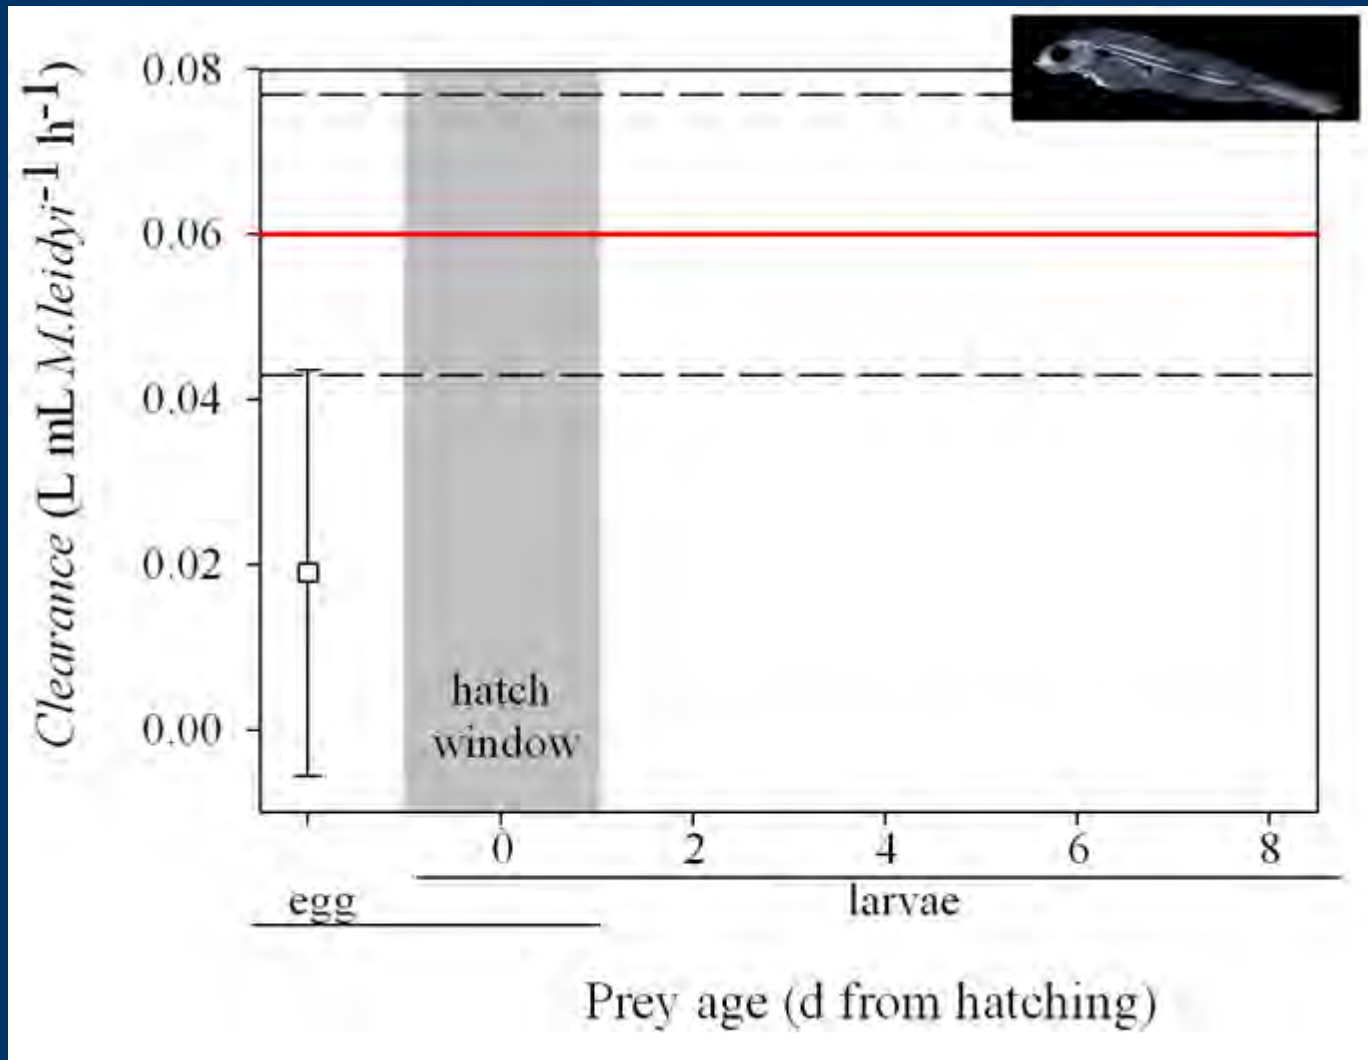 Clearance (L mL M.leidyi-1 h-1)
0.08
0.06
0.04
0.02
0.00
hatch
window
0 2 4 6 8
egg
larvae
Prey age (d from hatching)